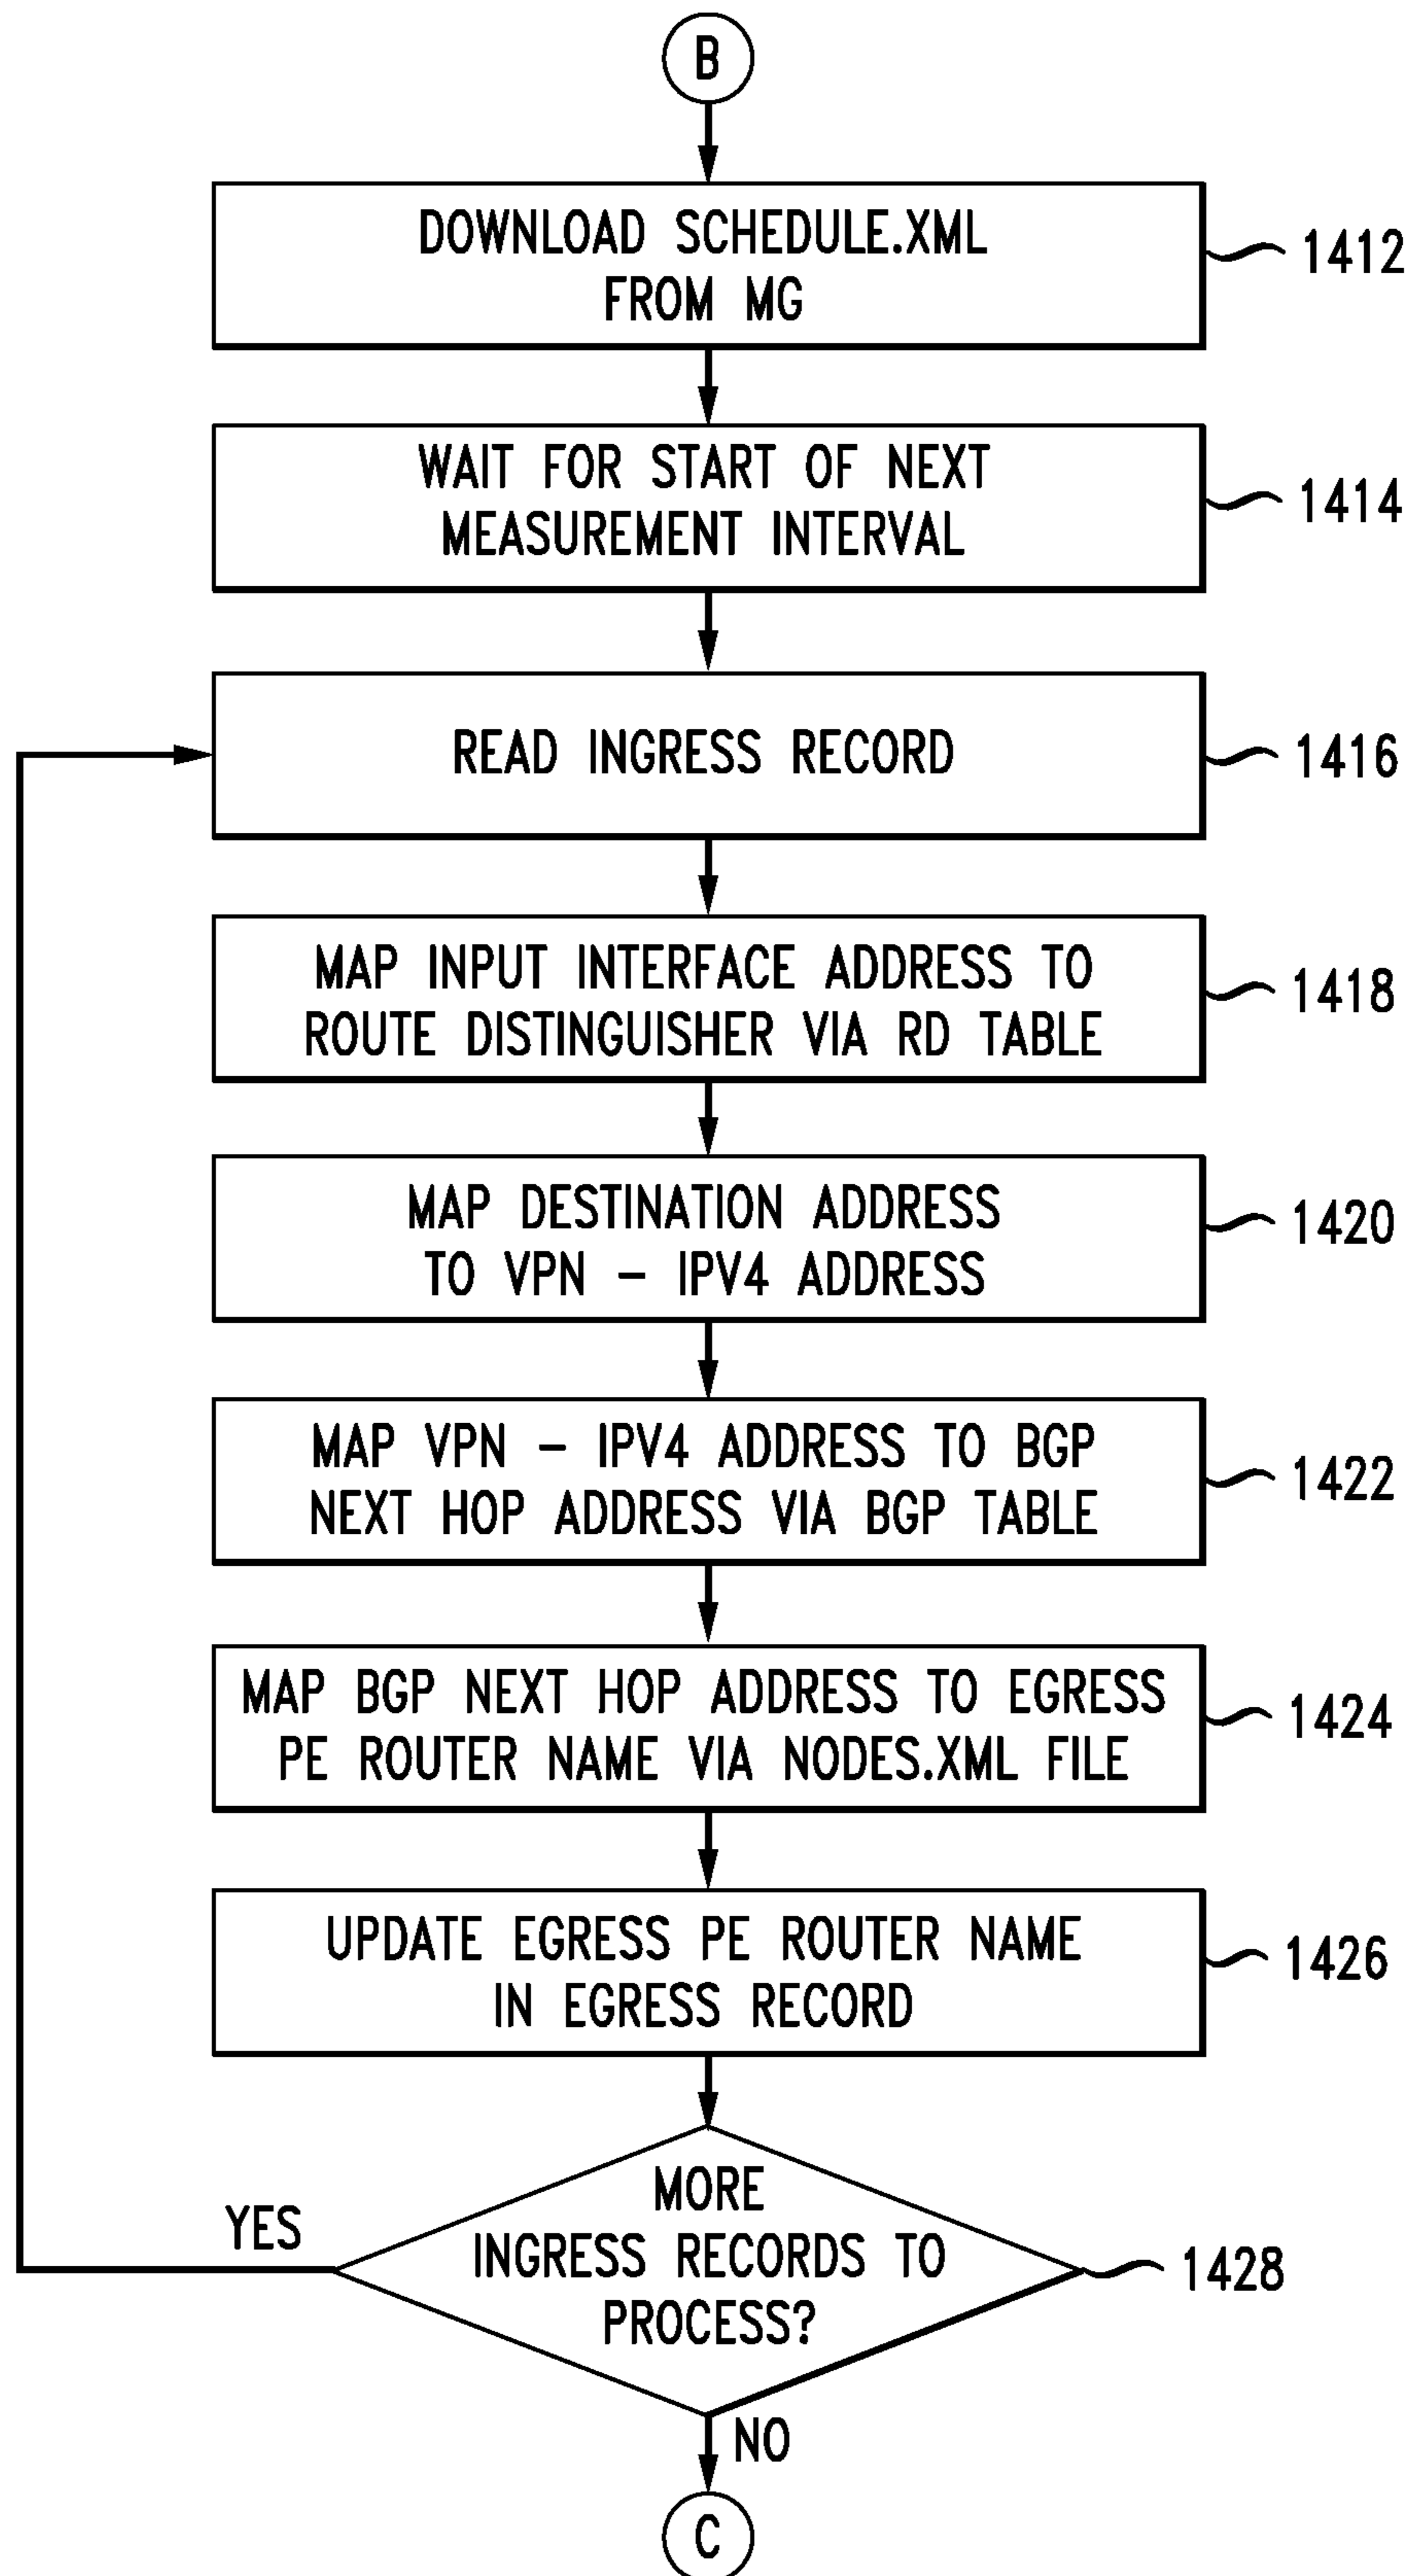 B
DOWNLOAD SCHEDULE.XML
FROM MG
1412
WAIT FOR START OF NEXT
MEASUREMENT INTERVAL
1414
READ INGRESS RECORD
1416
MAP INPUT INTERFACE ADDRESS TO
ROUTE DISTINGUISHER VIA RD TABLE
1418
MAP DESTINATION ADDRESS
TO VPN – IPV4 ADDRESS
1420
MAP VPN – IPV4 ADDRESS TO BGP
NEXT HOP ADDRESS VIA BGP TABLE
1422
MAP BGP NEXT HOP ADDRESS TO EGRESS
PE ROUTER NAME VIA NODES.XML FILE
1424
UPDATE EGRESS PE ROUTER NAME
IN EGRESS RECORD
1426
MORE
INGRESS RECORDS TO
PROCESS?
1428
YES
NO
C